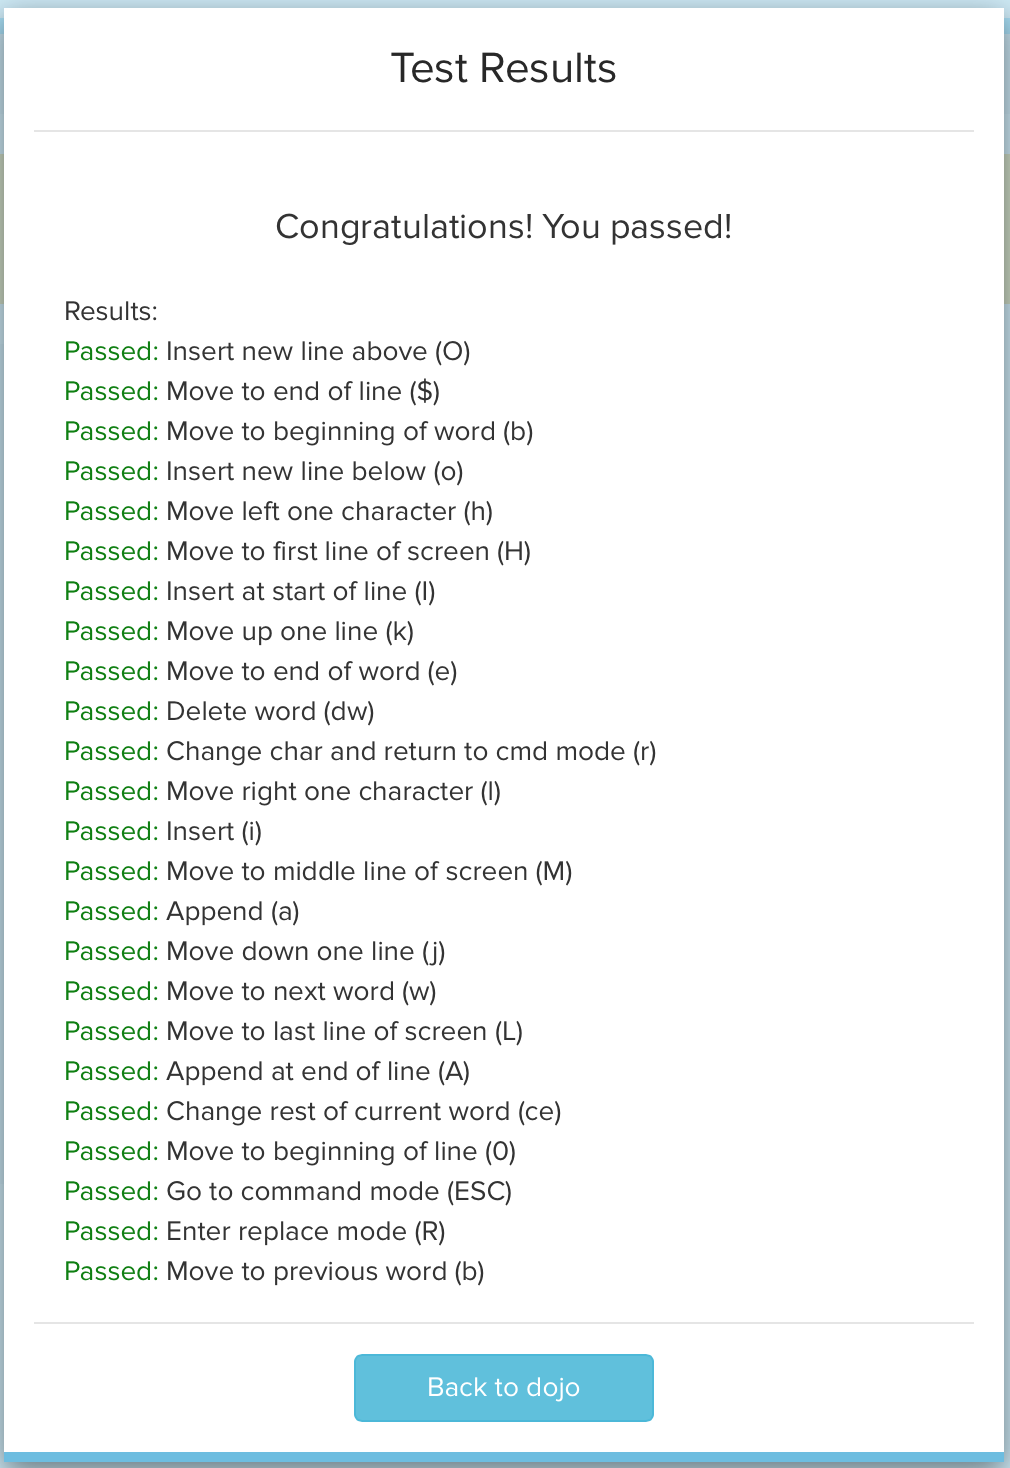 Test Results
Congratulations! You passed!
Results:
Passed: Insert new line above (O)
Passed: Move to end of line ($)
Passed: Move to beginning of word (b)
Passed: Insert new line below (o)
Passed: Move left one character (h)
Passed: Move to first line of screen (H)
Passed: Insert at start of line (I)
Passed: Move up one line (k)
Passed: Move to end of word (e)
Passed: Delete word (dw)
Passed: Change char and return to cmd mode (r)
Passed: Move right one character (l)
Passed: Insert (i)
Passed: Move to middle line of screen (M)
Passed: Append (a)
Passed: Move down one line (j)
Passed: Move to next word (w)
Passed: Move to last line of screen (L)
Passed: Append at end of line (A)
Passed: Change rest of current word (ce)
Passed: Move to beginning of line (0)
Passed: Go to command mode (ESC)
Passed: Enter replace mode (R)
Passed: Move to previous word (b)
Back to dojo